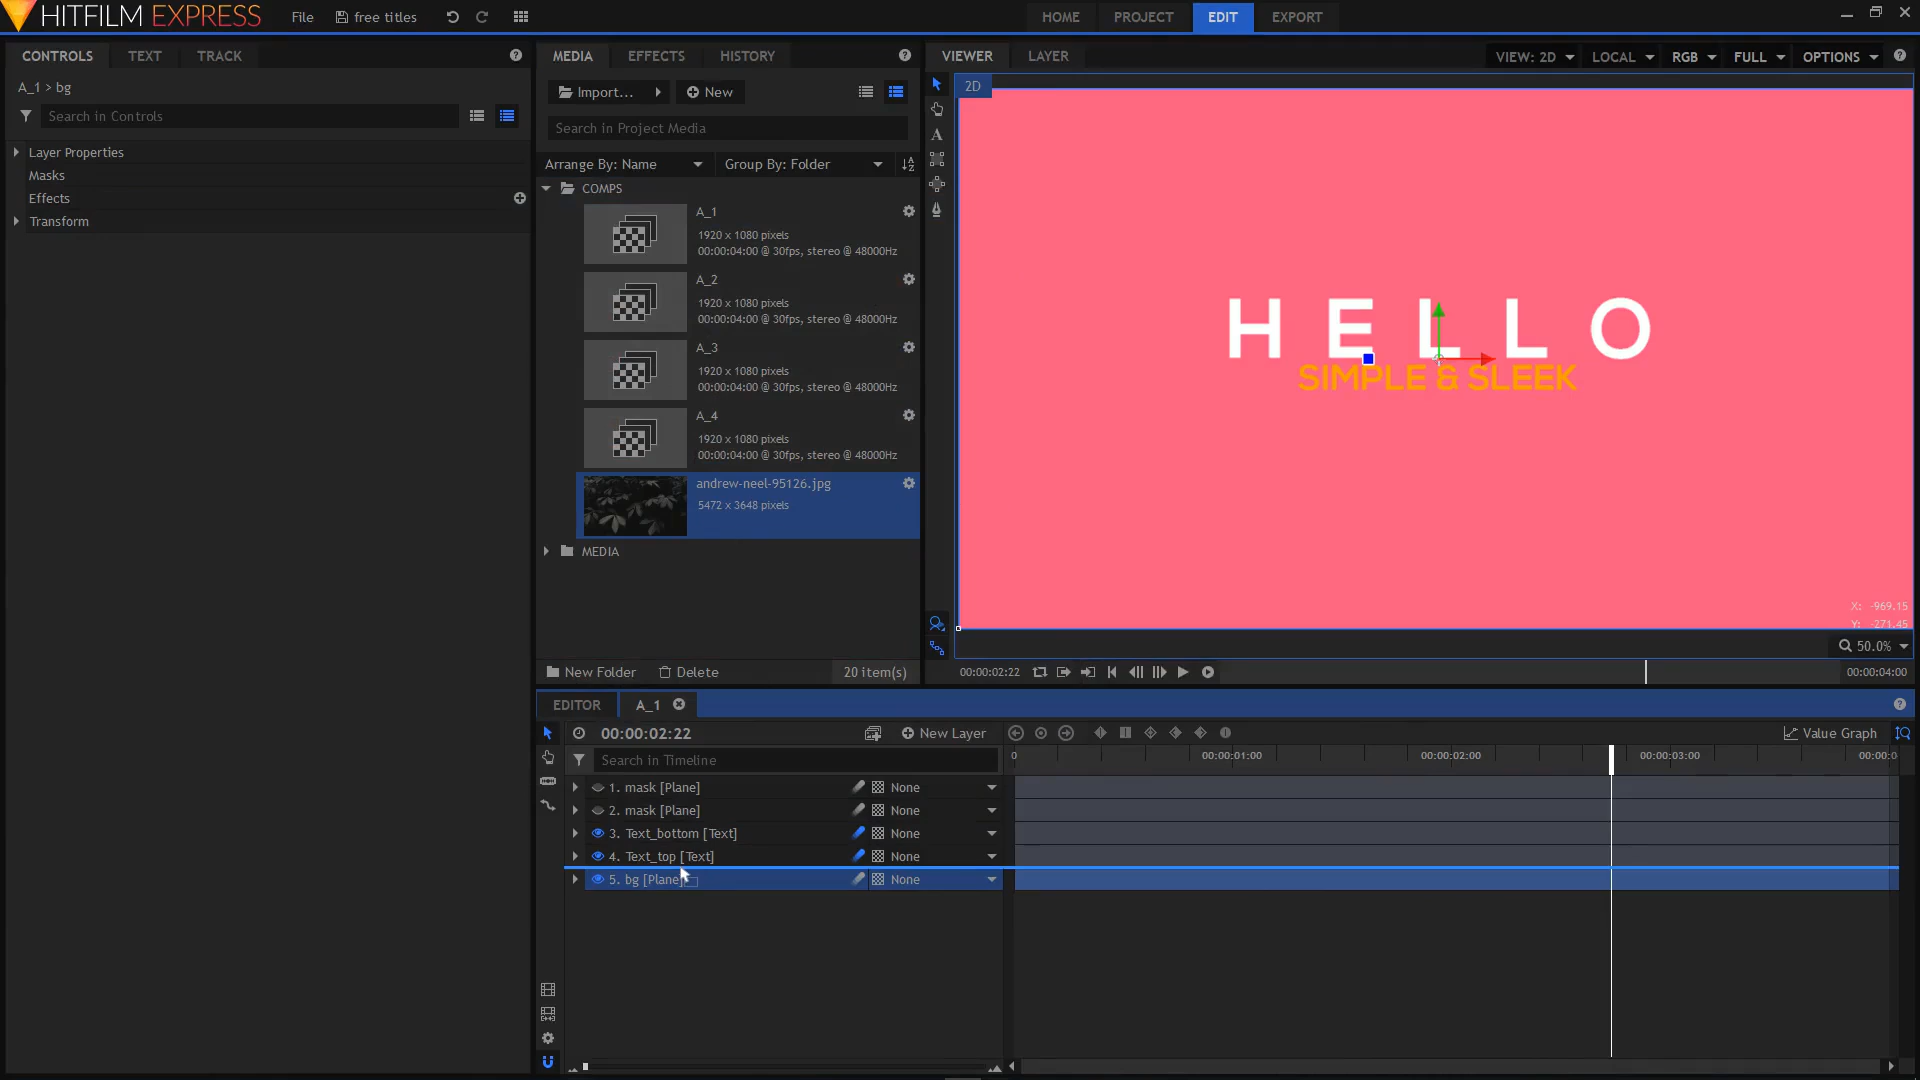 HITFILM EXPRESS
File
free titles
HOME
PROJECT
EDIT
EXPORT
CONTROLS
TEXT
TRACK
MEDIA
EFFECTS
HISTORY
VIEWER
LAYER
VIEW: 2D
LOCAL
RGB
FULL
OPTIONS
A_1 > bg
Search in Controls
Layer Properties
Masks
Effects
Transform
Import...
New
Search in Project Media
Arrange By: Name
Group By: Folder
COMPS
A_1
1920 x 1080 pixels
00:00:04:00 @ 30fps, stereo @ 48000Hz
A_2
1920 x 1080 pixels
00:00:04:00 @ 30fps, stereo @ 48000Hz
A_3
1920 x 1080 pixels
00:00:04:00 @ 30fps, stereo @ 48000Hz
A_4
1920 x 1080 pixels
00:00:04:00 @ 30fps, stereo @ 48000Hz
andrew-neel-95126.jpg
5472 x 3648 pixels
MEDIA
New Folder
Delete
20 item(s)
2D
HELLO
SIMPLE & SLEEK
X: -969.15
Y: -271.45
50.0%
00:00:02:22
00:00:04:00
EDITOR
A_1
00:00:02:22
New Layer
Value Graph
Search in Timeline
0
00:00:01:00
00:00:02:00
00:00:03:00
00:00:0
1. mask [Plane]
None
2. mask [Plane]
None
3. Text_bottom [Text]
None
4. Text_top [Text]
None
5. bg [Plane]
None